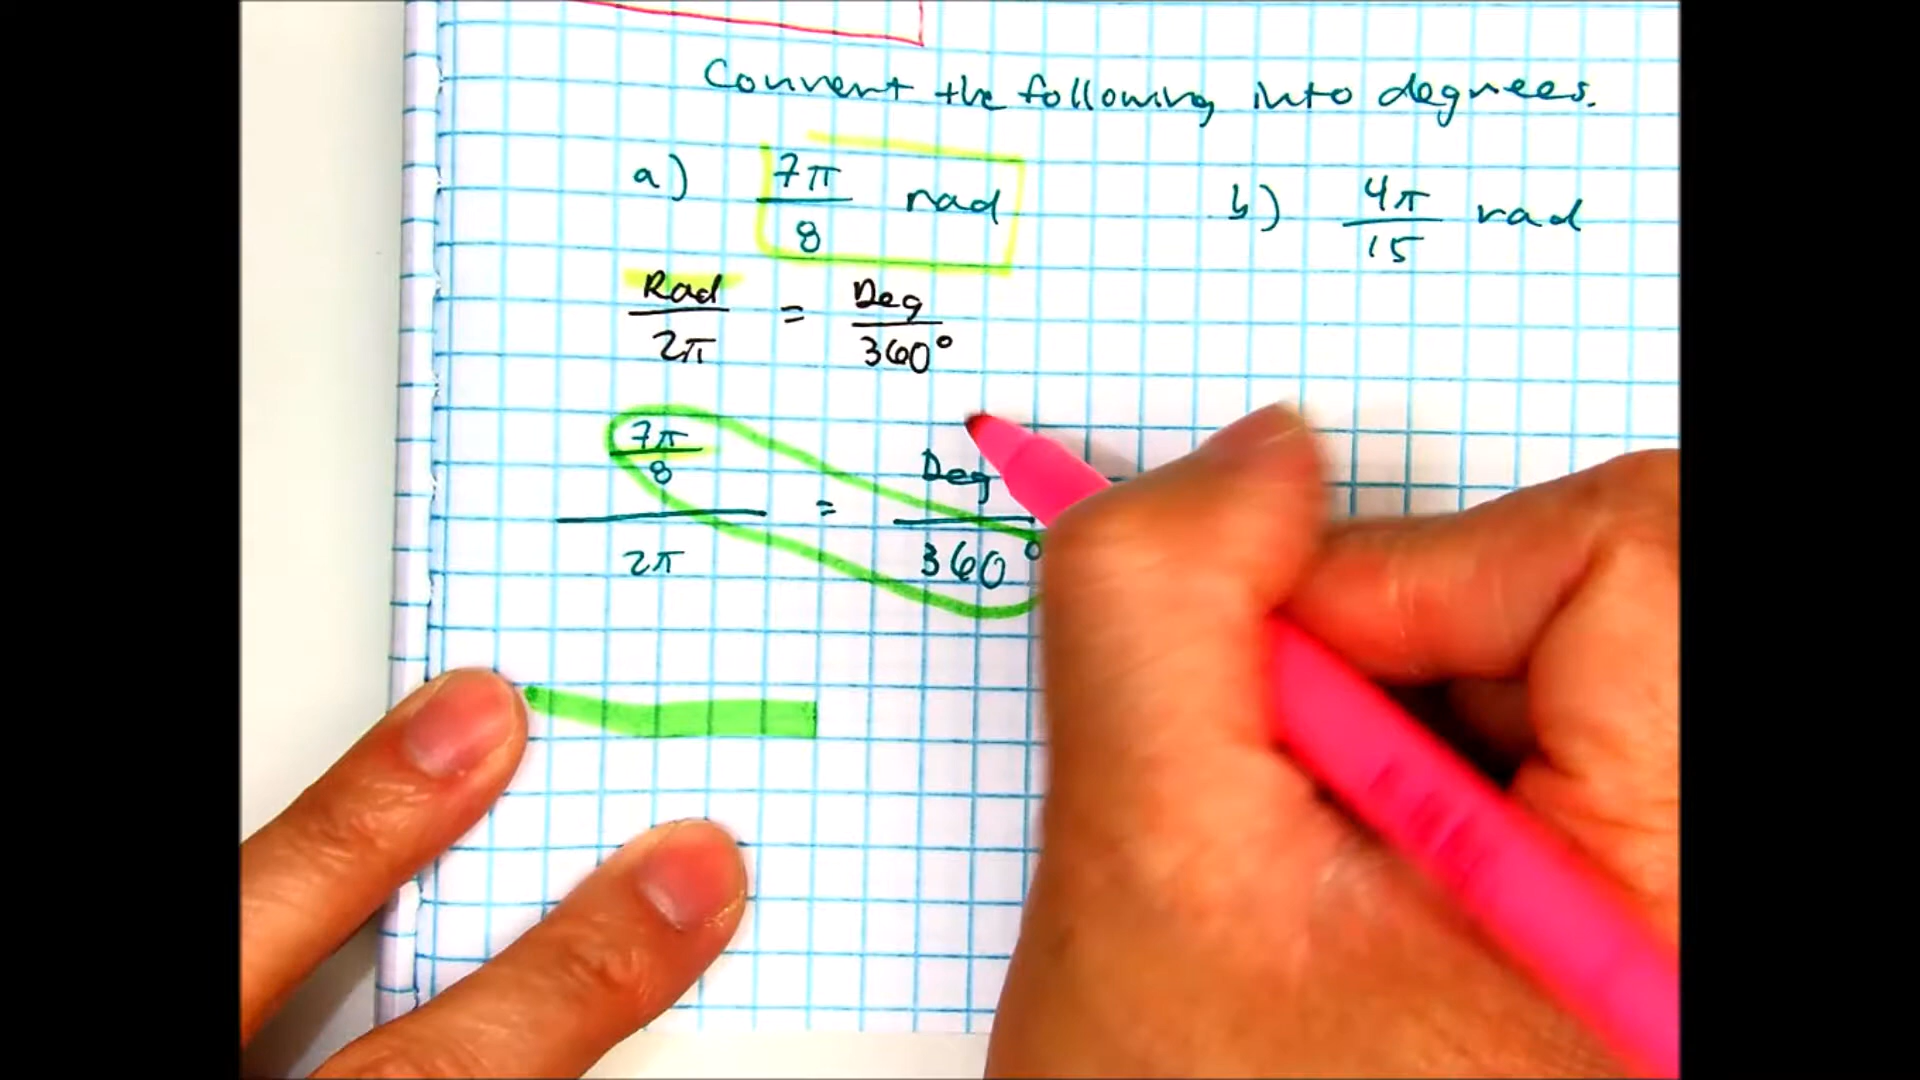 Convert the following into degrees.
a) 7π/8 rad
b) 4π/15 rad
Rad/2π = Deg/360°
7π/8/2π = Deg/360°